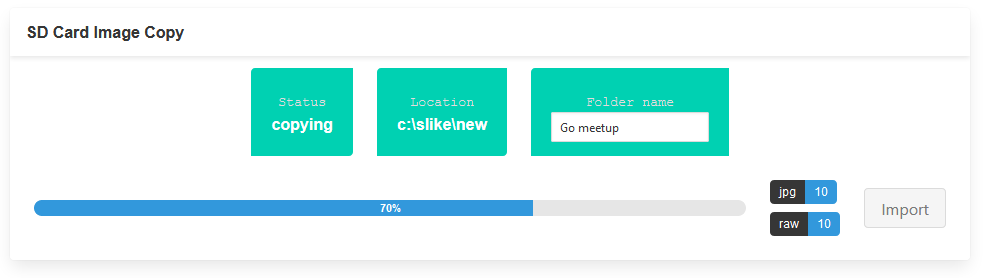 SD Card Image Copy
Status
copying
Location
c:\slike\new
Folder name
Go meetup
70%
jpg 10
raw 10
Import